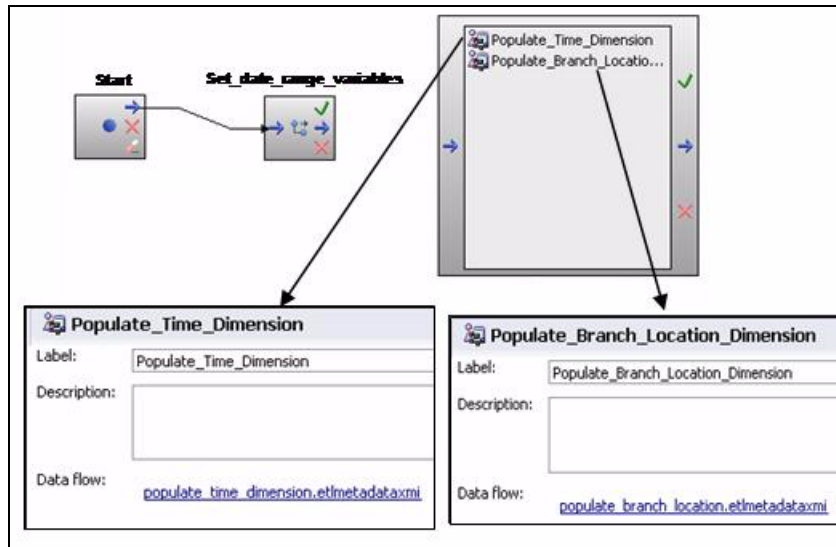 Populate_Time_Dimension
Populate_Branch_Locatio...
Start
Set_date_range_variables
Populate_Time_Dimension
Label:
Populate_Time_Dimension
Description:
Data flow:
populate_time_dimension.etlmetadataxmi
Populate_Branch_Location_Dimension
Label:
Populate_Branch_Location_Dimension
Description:
Data flow:
populate_branch_location.etlmetadataxmi